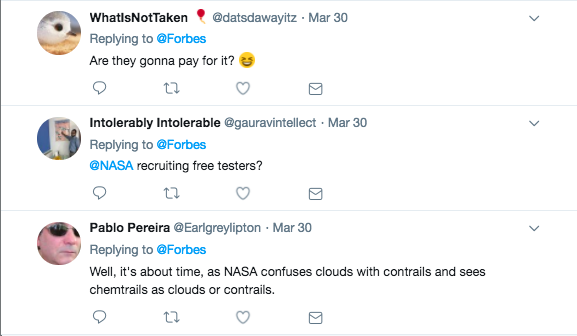 WhatIsNotTaken 🎈 @datsdawayitz · Mar 30
Replying to @Forbes
Are they gonna pay for it? 😆
Intolerably Intolerable @gauravintellect · Mar 30
Replying to @Forbes
@NASA recruiting free testers?
Pablo Pereira @Earlgreylipton · Mar 30
Replying to @Forbes
Well, it's about time, as NASA confuses clouds with contrails and sees
chemtrails as clouds or contrails.